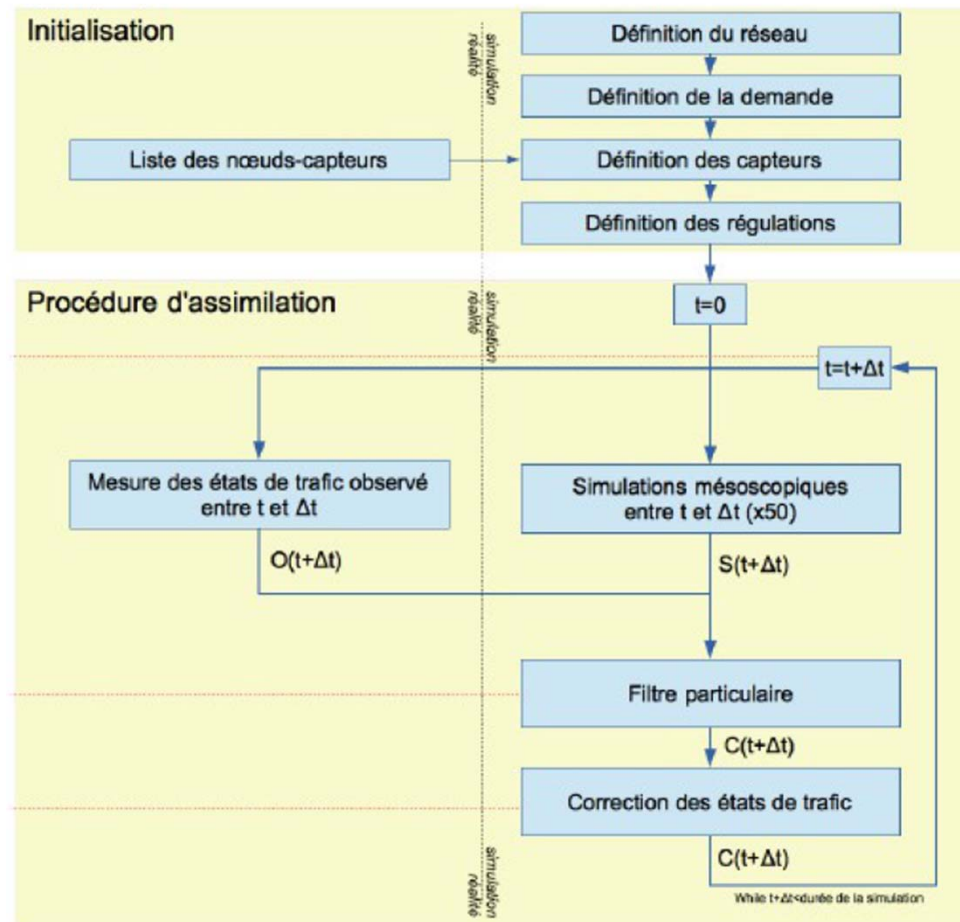 Initialisation
réalité
simulation
Définition du réseau
Définition de la demande
Liste des nœuds-capteurs
Définition des capteurs
Définition des régulations
Procédure d'assimilation
réalité
simulation
t=0
t=t+Δt
Mesure des états de trafic observé
entre t et Δt
Simulations mésoscopiques
entre t et Δt (x50)
O(t+Δt)
S(t+Δt)
Filtre particulaire
C(t+Δt)
Correction des états de trafic
C(t+Δt)
réalité
simulation
While t+Δt<durée de la simulation